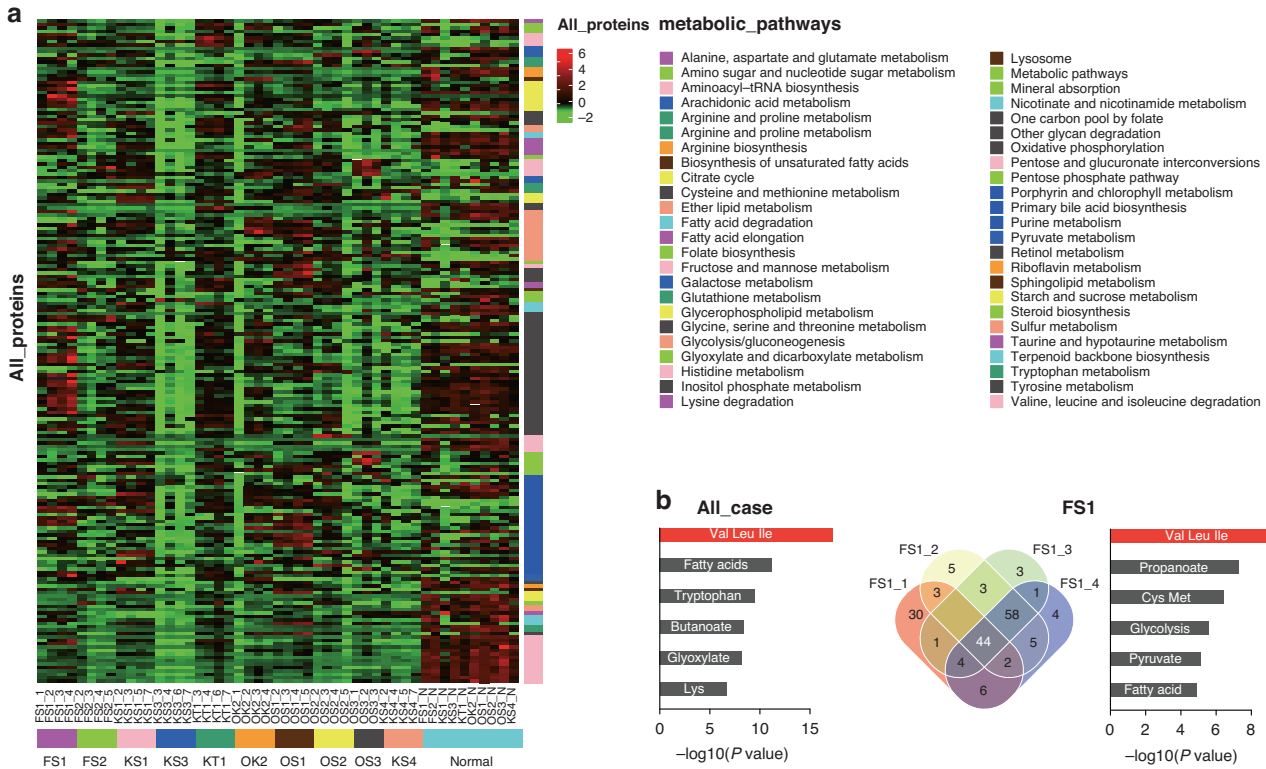 a
All_proteins
metabolic_pathways
6
4
2
0
−2
Alanine, aspartate and glutamate metabolism
Amino sugar and nucleotide sugar metabolism
Aminoacyl−tRNA biosynthesis
Arachidonic acid metabolism
Arginine and proline metabolism
Arginine and proline metabolism
Arginine biosynthesis
Biosynthesis of unsaturated fatty acids
Citrate cycle
Cysteine and methionine metabolism
Ether lipid metabolism
Fatty acid degradation
Fatty acid elongation
Folate biosynthesis
Fructose and mannose metabolism
Galactose metabolism
Glutathione metabolism
Glycerophospholipid metabolism
Glycine, serine and threonine metabolism
Glycolysis/gluconeogenesis
Glyoxylate and dicarboxylate metabolism
Histidine metabolism
Inositol phosphate metabolism
Lysine degradation
Lysosome
Metabolic pathways
Mineral absorption
Nicotinate and nicotinamide metabolism
One carbon pool by folate
Other glycan degradation
Oxidative phosphorylation
Pentose and glucuronate interconversions
Pentose phosphate pathway
Porphyrin and chlorophyll metabolism
Primary bile acid biosynthesis
Purine metabolism
Pyruvate metabolism
Retinol metabolism
Riboflavin metabolism
Sphingolipid metabolism
Starch and sucrose metabolism
Steroid biosynthesis
Sulfur metabolism
Taurine and hypotaurine metabolism
Terpenoid backbone biosynthesis
Tryptophan metabolism
Tyrosine metabolism
Valine, leucine and isoleucine degradation
All_proteins
FS1_1
FS1_2
FS1_3
FS1_4
FS1
FS2
KS1
KS3
KT1
OK2
OS1
OS2
OS3
KS4
Normal
b
All_case
Val Leu Ile
Fatty acids
Tryptophan
Butanoate
Glyoxylate
Lys
0
5
10
15
−log10(P value)
FS1
FS1_1
FS1_2
FS1_3
FS1_4
5
3
3
3
1
30
58
4
1
44
5
4
2
6
Val Leu Ile
Propanoate
Cys Met
Glycolysis
Pyruvate
Fatty acid
0
2
4
6
8
−log10(P value)